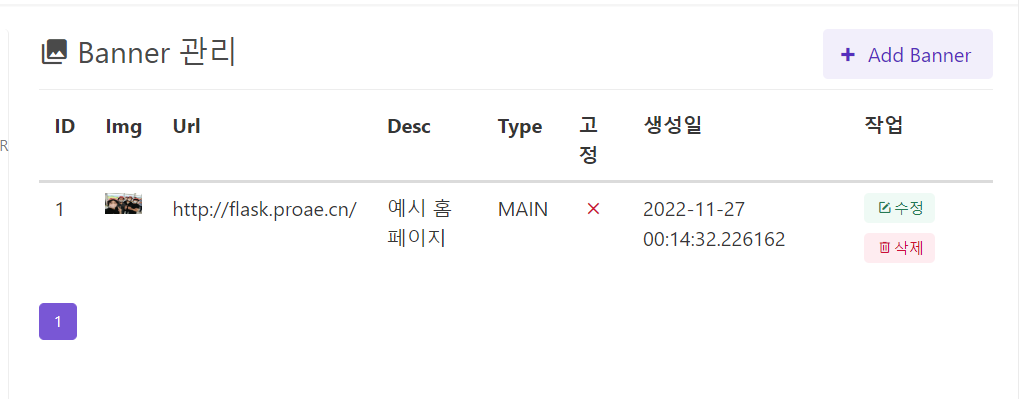 Banner 관리
Add Banner
R
ID Img Url Desc Type 고정 생성일 작업
1 http://flask.proae.cn/ 예시 홈 MAIN 2022-11-27 수정
페이지 00:14:32.226162
삭제
1